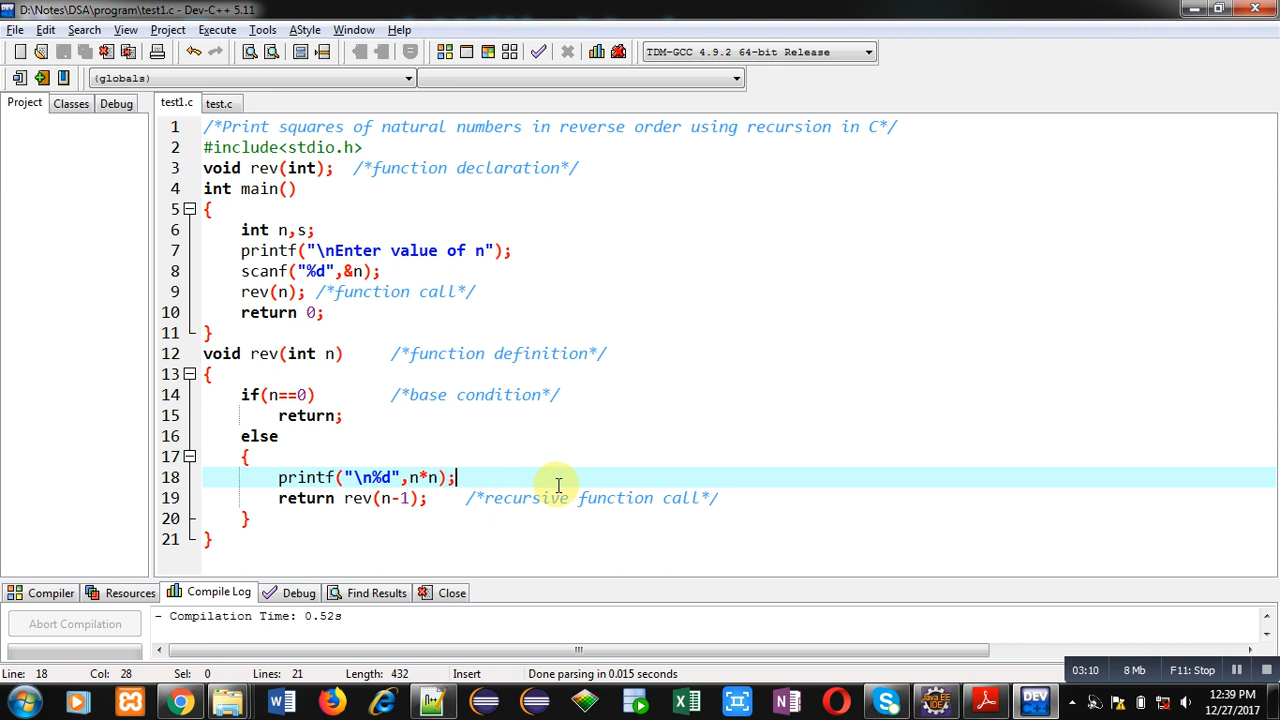 D:\Notes\DSA\program\test1.c - Dev-C++ 5.11
File Edit Search View Project Execute Tools AStyle Window Help
TDM-GCC 4.9.2 64-bit Release
(globals)
Project Classes Debug test1.c test.c
1 /*Print squares of natural numbers in reverse order using recursion in C*/
2 #include<stdio.h>
3 void rev(int); /*function declaration*/
4 int main()
5 {
6 int n,s;
7 printf("\nEnter value of n");
8 scanf("%d",&n);
9 rev(n); /*function call*/
10 return 0;
11 }
12 void rev(int n) /*function definition*/
13 {
14 if(n==0) /*base condition*/
15 return;
16 else
17 {
18 printf("\n%d",n*n);
19 return rev(n-1); /*recursive function call*/
20 }
21 }
Compiler Resources Compile Log Debug Find Results Close
- Compilation Time: 0.52s
Abort Compilation
Line: 18 Col: 28 Sel: 0 Lines: 21 Length: 432 Insert Done parsing in 0.015 seconds
03:10 8 Mb F11: Stop
12:39 PM
12/27/2017